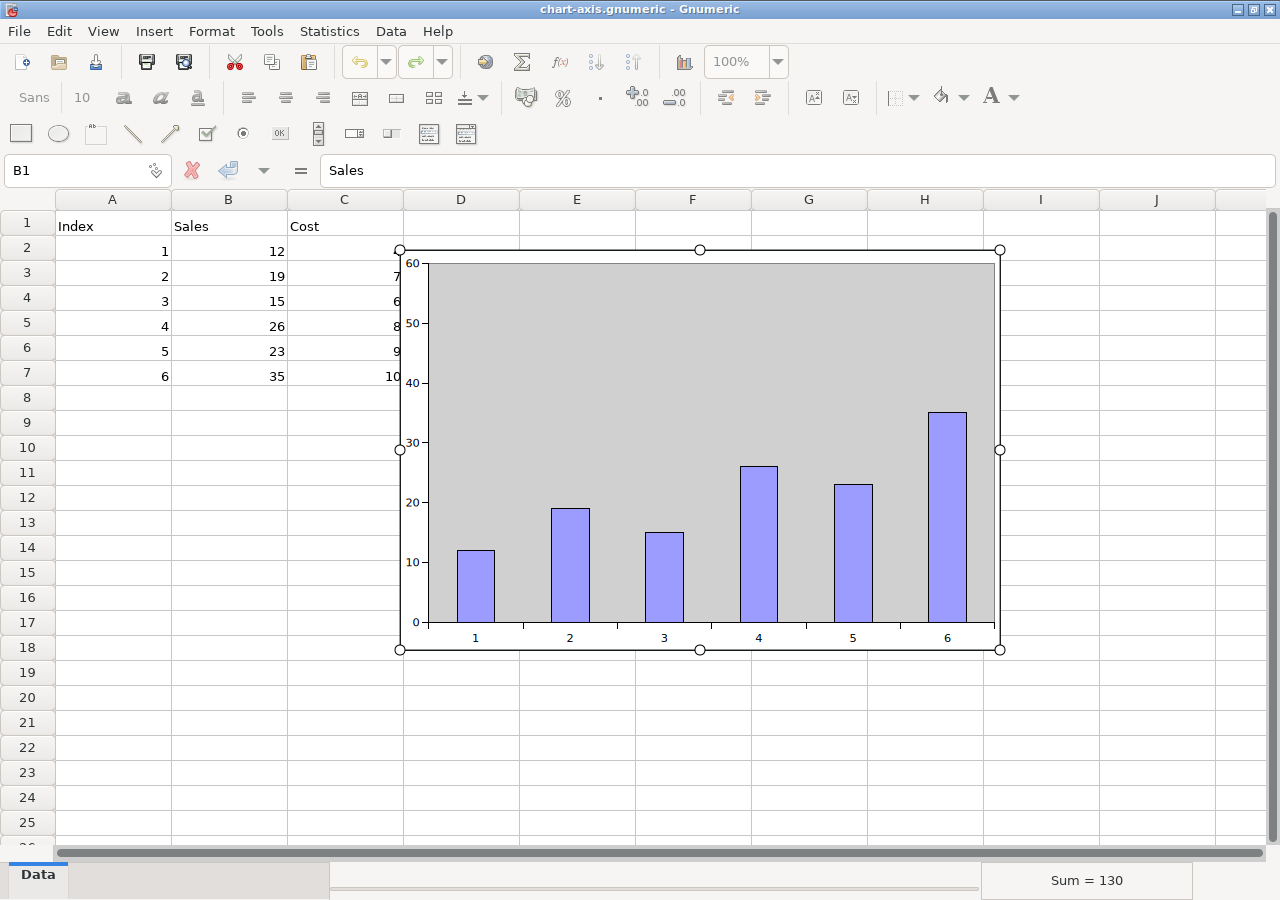 chart-axis.gnumeric - Gnumeric
File Edit View Insert Format Tools Statistics Data Help
f(x) 100%
Sans 10 a a a % .00 .00 A A A
Ab OK
B1 = Sales
A B C D E F G H I J
1 Index Sales Cost
2 1 12
3 2 19 7
4 3 15 6
5 4 26 8
6 5 23 9
7 6 35 10
8
9
10
11
12
13
14
15
16
17
18
19
20
21
22
23
24
25
60
50
40
30
20
10
0
1 2 3 4 5 6
Data Sum = 130